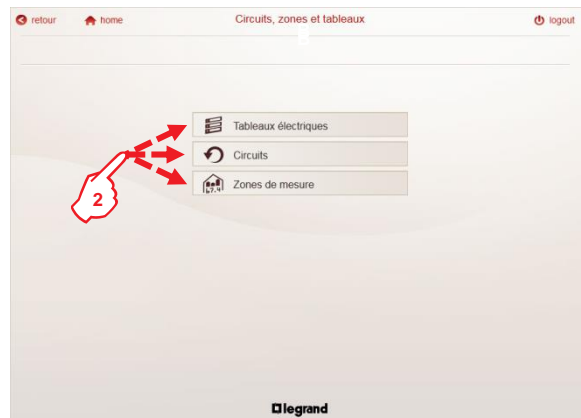 retour home Circuits, zones et tableaux logout
Tableaux électriques
Circuits
Zones de mesure
2
legrand